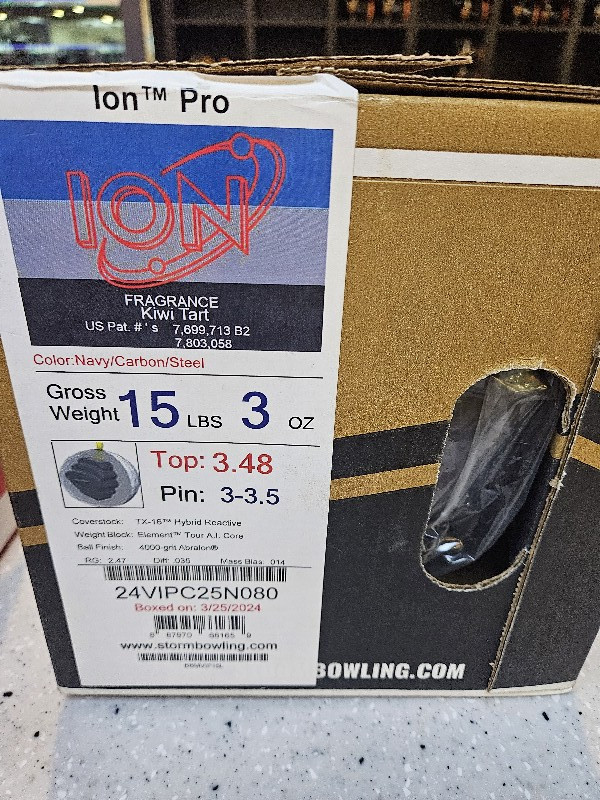 Ion™ Pro
ION
FRAGRANCE
Kiwi Tart
US Pat. #'s 7,699,713 B2
7,803,058
Color:Navy/Carbon/Steel
Gross Weight 15 LBS 3 OZ
Top: 3.48
Pin: 3-3.5
Coverstock: TX-16™ Hybrid Reactive
Weight Block: Element™ Tour A.I. Core
Ball Finish: 4000-grit Abralon®
RG: 2.47 Diff: .035 Mass Bias: .014
24VIPC25N080
Boxed on: 3/25/2024
www.stormbowling.com
BOWLING.COM